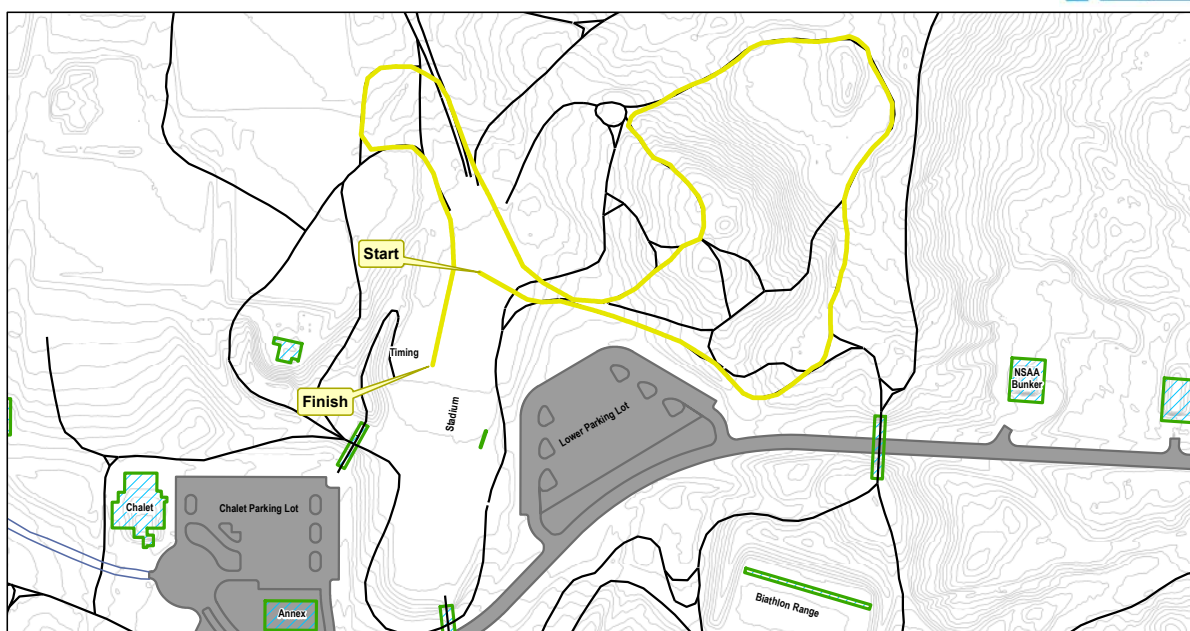 Start
Timing
Finish
Stadium
Lower Parking Lot
NSAA
Bunker
Chalet
Chalet Parking Lot
Annex
Biathlon Range